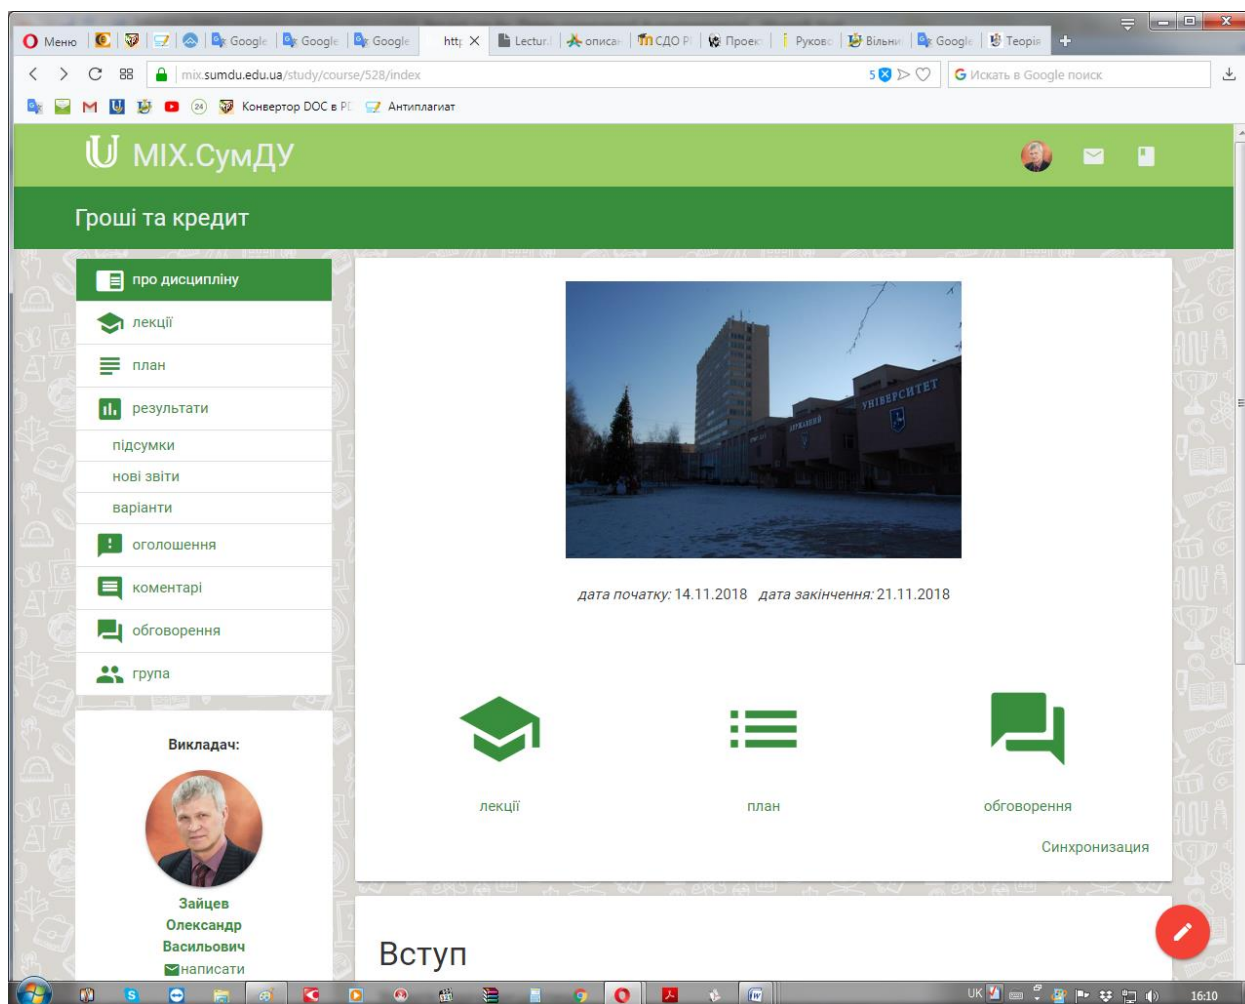 Меню
Google
Google
Google
http
Lectur.
описан
СДО Р
Проек
Руково
Вільни
Google
Теорія
mix.sumdu.edu.ua/study/course/528/index
5
Искать в Google поиск
24
Конвертор DOC в PD
Антиплагиат
МІХ.СумДУ
Гроші та кредит
про дисципліну
лекції
план
результати
підсумки
нові звіти
варіанти
оголошення
коментарі
обговорення
група
Викладач:
Зайцев
Олександр
Васильович
написати
ДЕРЖАВНИЙ
УНІВЕРСИТЕТ
дата початку: 14.11.2018 дата закінчення: 21.11.2018
лекції
план
обговорення
Синхронизация
Вступ
UK
16:10